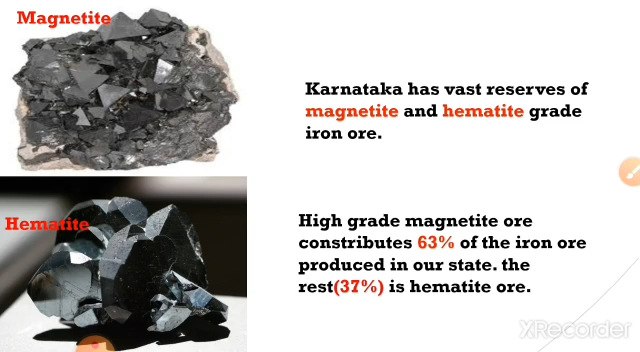 Magnetite
Karnataka has vast reserves of
magnetite and hematite grade
iron ore.
Hematite
High grade magnetite ore
constributes 63% of the iron ore
produced in our state. the
rest(37%) is hematite ore.
XRecorder